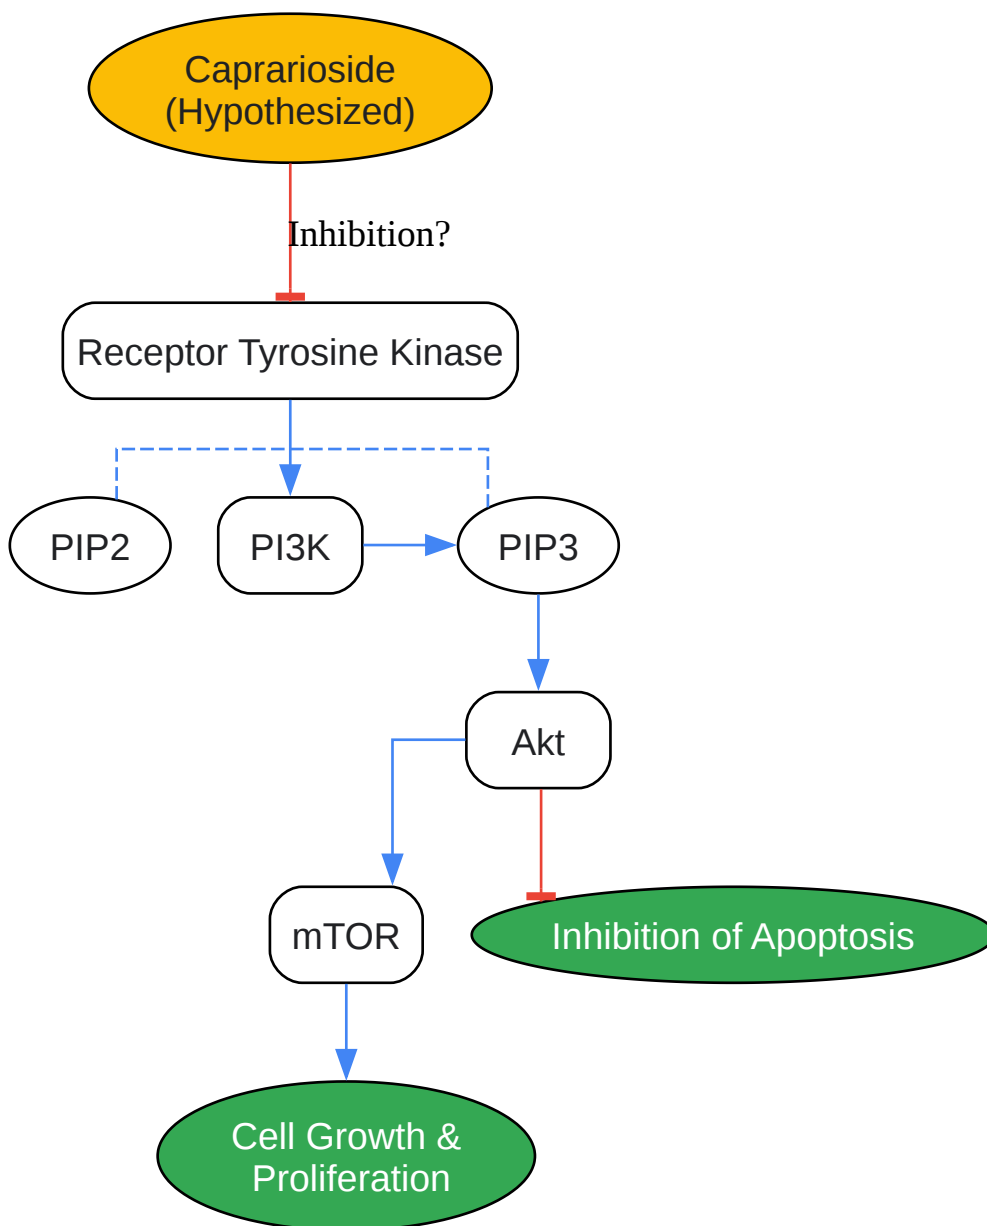 Caprarioside
(Hypothesized)
Inhibition?
Receptor Tyrosine Kinase
PIP2
PI3K
PIP3
Akt
mTOR
Inhibition of Apoptosis
Cell Growth &
Proliferation